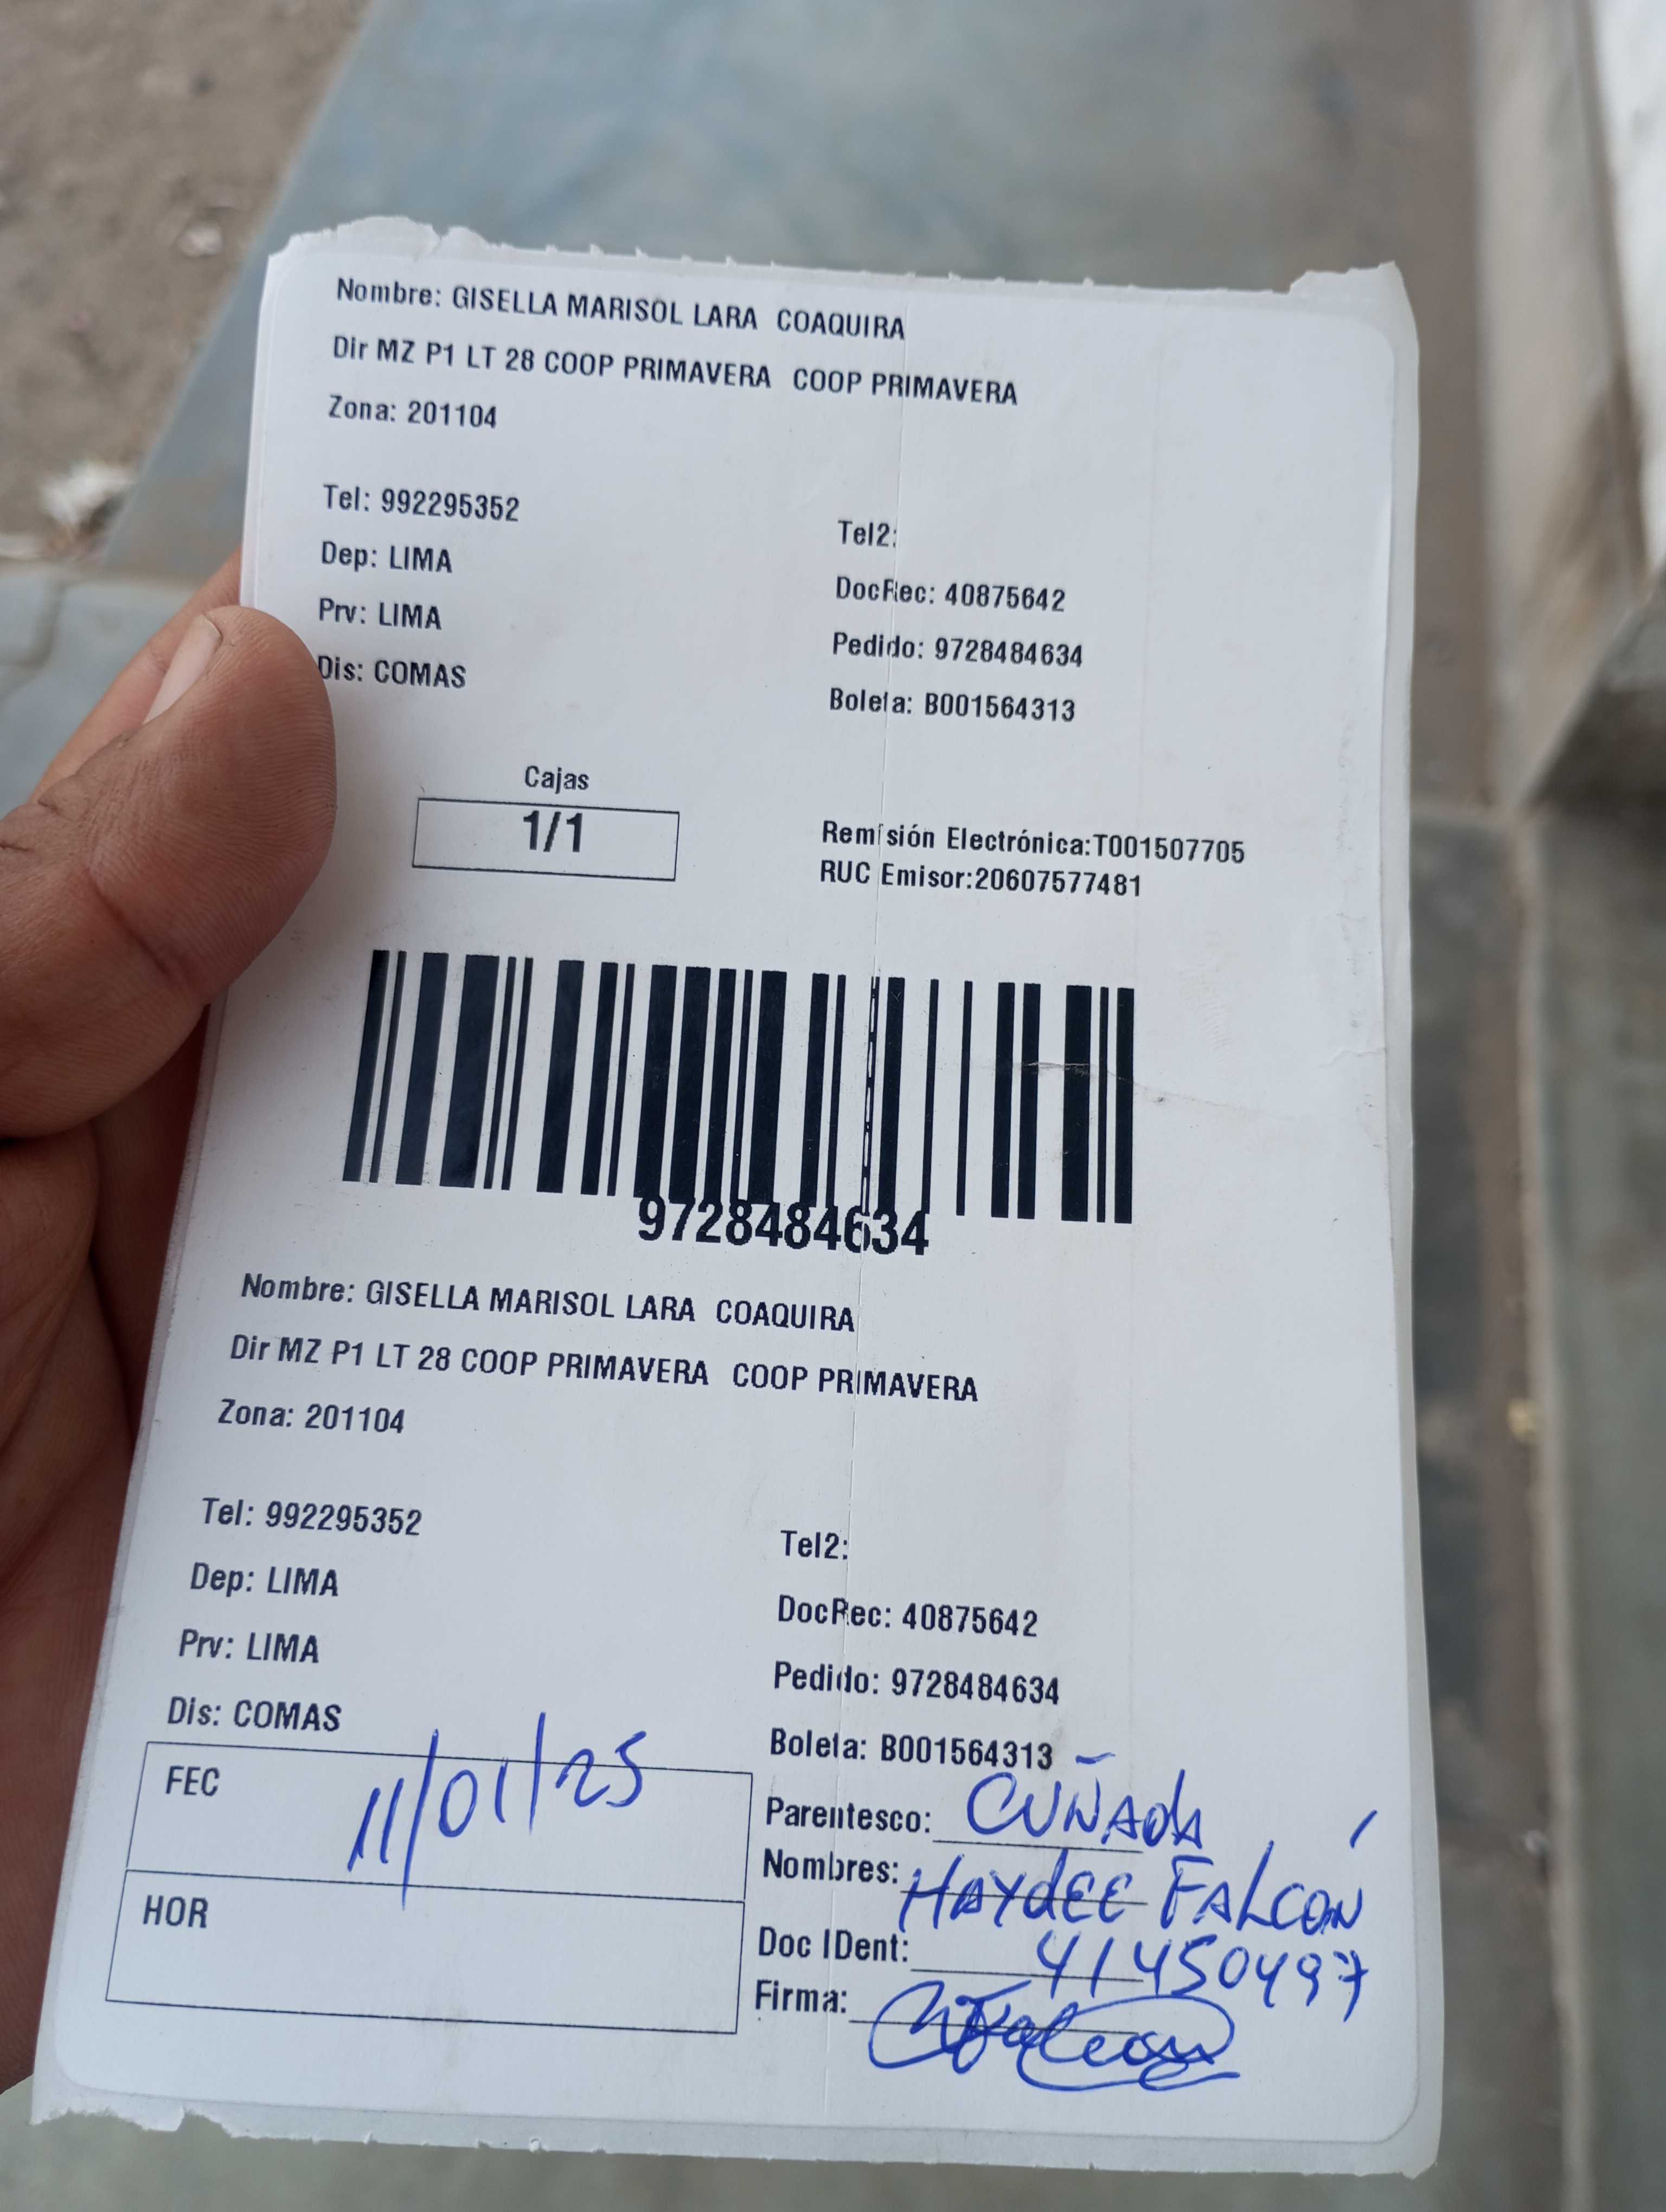 Nombre: GISELLA MARISOL LARA COAQUIRA
Dir MZ P1 LT 28 COOP PRIMAVERA COOP PRIMAVERA
Zona: 201104
Tel: 992295352
Tel2:
Dep: LIMA
DocRec: 40875642
Prv: LIMA
Pedido: 9728484634
Dis: COMAS
Boleta: B001564313
Cajas
1/1
Remisión Electrónica:T001507705
RUC Emisor:20607577481
9728484634
Nombre: GISELLA MARISOL LARA COAQUIRA
Dir MZ P1 LT 28 COOP PRIMAVERA COOP PRIMAVERA
Zona: 201104
Tel: 992295352
Tel2:
Dep: LIMA
DocRec: 40875642
Prv: LIMA
Pedido: 9728484634
Dis: COMAS
Boleta: B001564313
FEC 11/01/25
Parentesco: CUÑAdA
Nombres: HAYdEE FALCÓN
HOR
Doc IDent: 41450497
Firma: Falcon